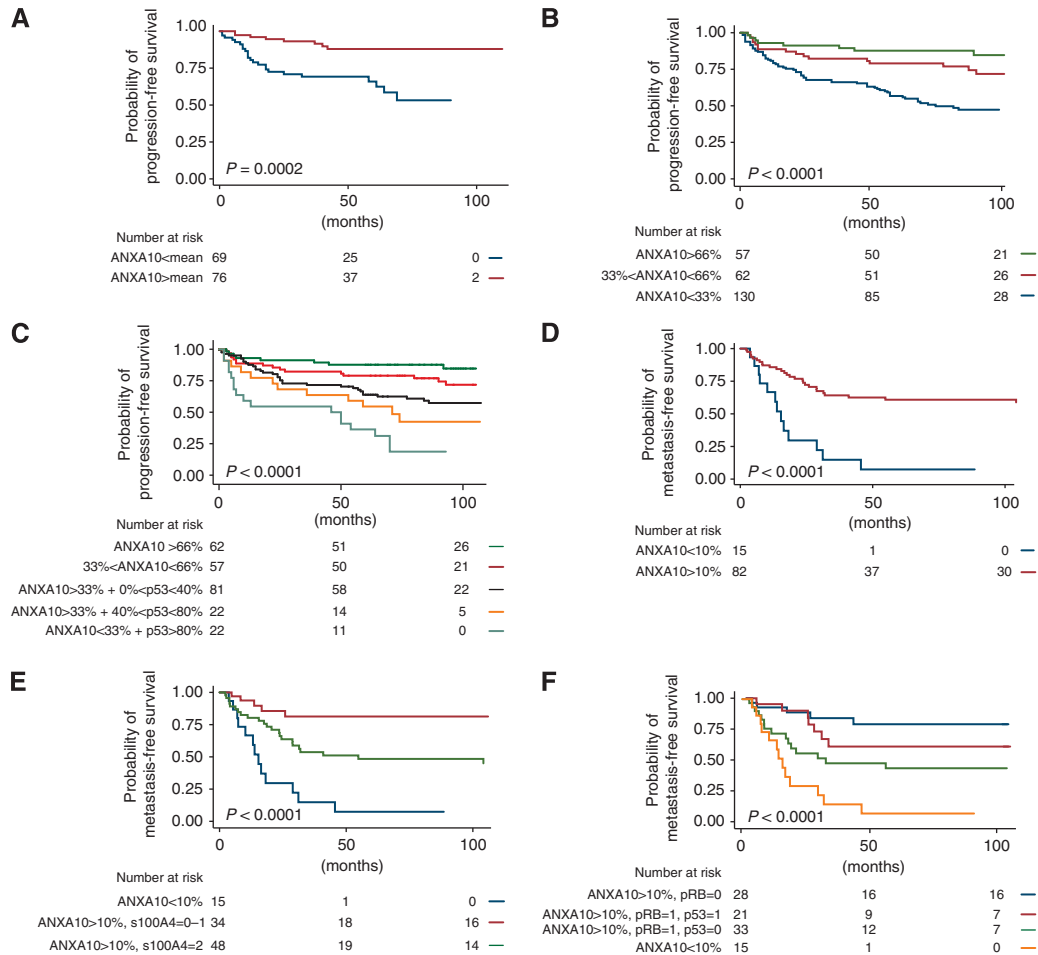 A
Probability of
progression-free survival
1.00
0.75
0.50
0.25
0.00
P = 0.0002
0 50 100
(months)
Number at risk
ANXA10<mean 69 25 0
ANXA10>mean 76 37 2
B
Probability of
progression-free survival
1.00
0.75
0.50
0.25
0.00
P < 0.0001
0 50 100
(months)
Number at risk
ANXA10>66% 57 50 21
33%<ANXA10<66% 62 51 26
ANXA10<33% 130 85 28
C
Probability of
progression-free survival
1.00
0.75
0.50
0.25
0.00
P < 0.0001
0 50 100
(months)
Number at risk
ANXA10 >66% 62 51 26
33%<ANXA10<66% 57 50 21
ANXA10>33% + 0%<p53<40% 81 58 22
ANXA10>33% + 40%<p53<80% 22 14 5
ANXA10<33% + p53>80% 22 11 0
D
Probability of
metastasis-free survival
1.00
0.75
0.50
0.25
0.00
P < 0.0001
0 50 100
(months)
Number at risk
ANXA10<10% 15 1 0
ANXA10>10% 82 37 30
E
Probability of
metastasis-free survival
1.00
0.75
0.50
0.25
0.00
P < 0.0001
0 50 100
(months)
Number at risk
ANXA10<10% 15 1 0
ANXA10>10%, s100A4=0–1 34 18 16
ANXA10>10%, s100A4=2 48 19 14
F
Probability of
metastasis-free survival
1.00
0.75
0.50
0.25
0.00
P < 0.0001
0 50 100
(months)
Number at risk
ANXA10>10%, pRB=0 28 16 16
ANXA10>10%, pRB=1, p53=1 21 9 7
ANXA10>10%, pRB=1, p53=0 33 12 7
ANXA10<10% 15 1 0